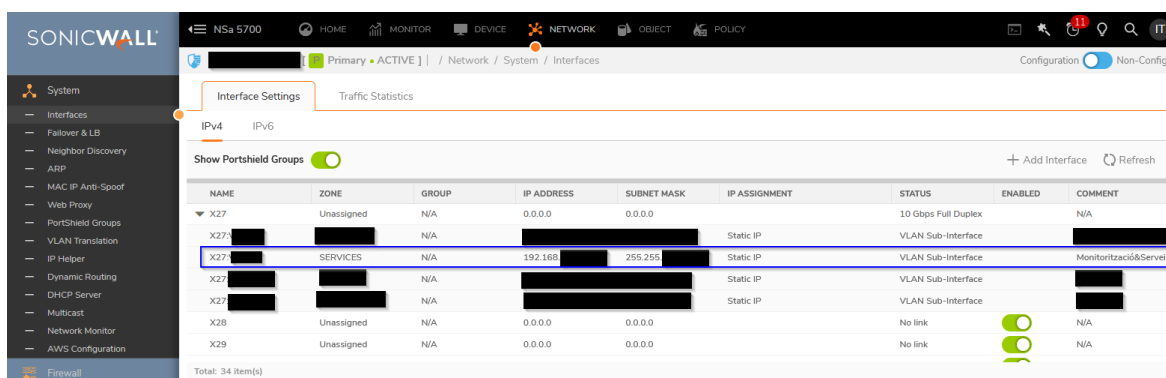 SONICWALL NSa 5700 HOME MONITOR DEVICE NETWORK OBJECT POLICY 11 IT
[ P Primary • ACTIVE ] | / Network / System / Interfaces Configuration Non-Config
System
Interfaces
Failover & LB
Neighbor Discovery
ARP
MAC IP Anti-Spoof
Web Proxy
PortShield Groups
VLAN Translation
IP Helper
Dynamic Routing
DHCP Server
Multicast
Network Monitor
AWS Configuration
Firewall
Interface Settings Traffic Statistics
IPv4 IPv6
Show Portshield Groups + Add Interface Refresh
NAME ZONE GROUP IP ADDRESS SUBNET MASK IP ASSIGNMENT STATUS ENABLED COMMENT
X27 Unassigned N/A 0.0.0.0 0.0.0.0 10 Gbps Full Duplex N/A
X27: N/A Static IP VLAN Sub-Interface
X27: SERVICES N/A 192.168. 255.255. Static IP VLAN Sub-Interface Monitorització&Servei
X27: N/A Static IP VLAN Sub-Interface
X27: N/A Static IP VLAN Sub-Interface
X28 Unassigned N/A 0.0.0.0 0.0.0.0 No link N/A
X29 Unassigned N/A 0.0.0.0 0.0.0.0 No link N/A
Total: 34 item(s)